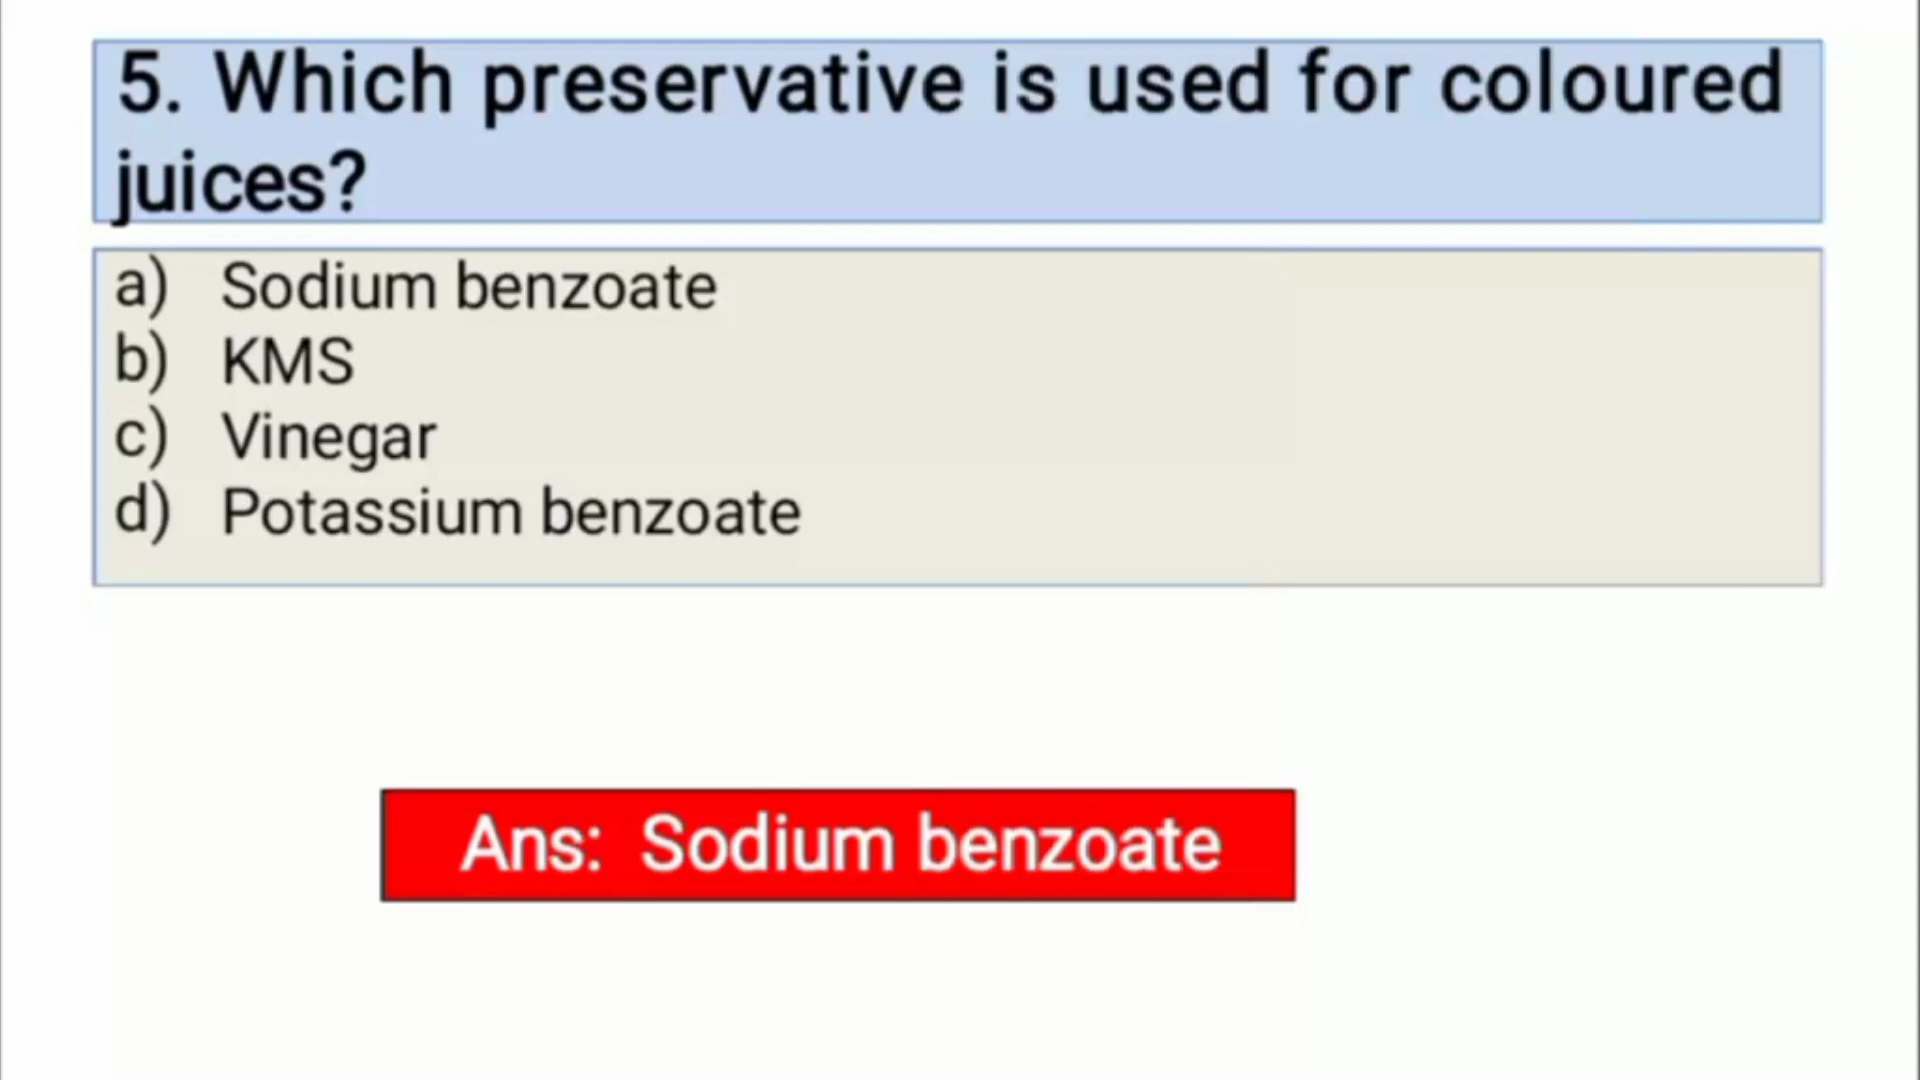 5. Which preservative is used for coloured
juices?
a) Sodium benzoate
b) KMS
c) Vinegar
d) Potassium benzoate
Ans: Sodium benzoate